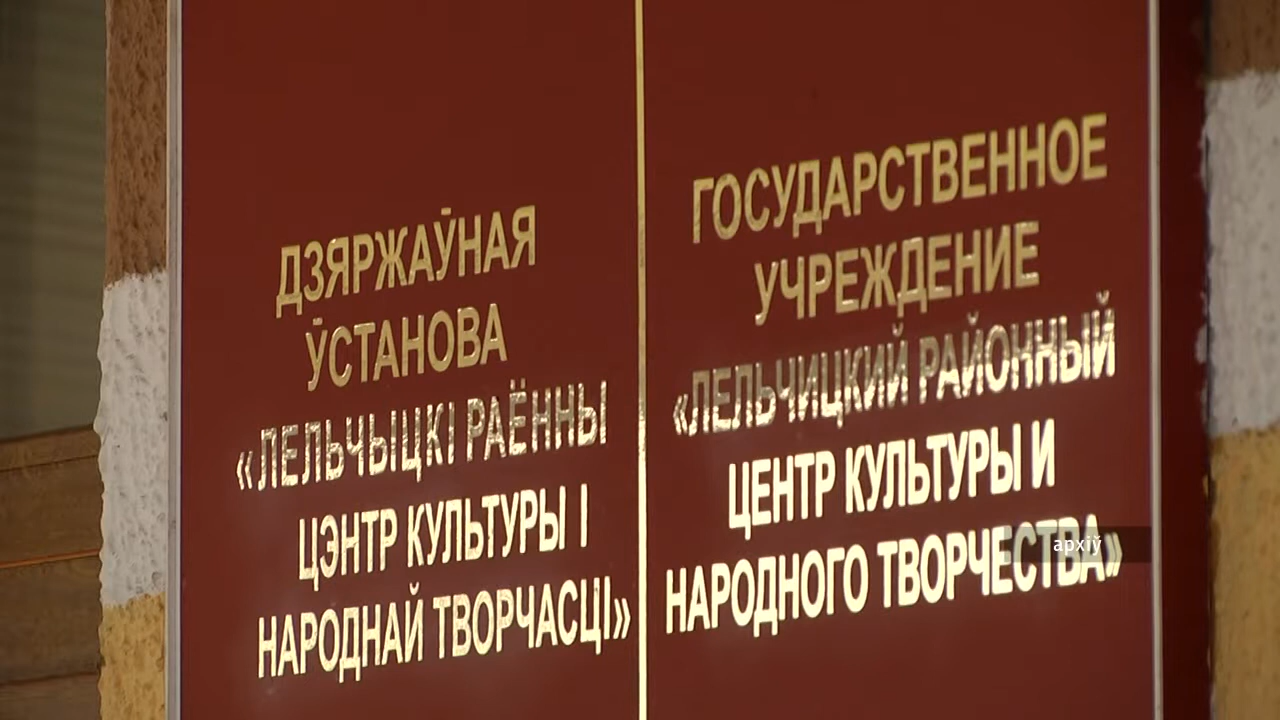 ДЗЯРЖАЎНАЯ
ЎСТАНОВА
«ЛЕЛЬЧЫЦКІ РАЁННЫ
ЦЭНТР КУЛЬТУРЫ І
НАРОДНАЙ ТВОРЧАСЦІ»
ГОСУДАРСТВЕННОЕ
УЧРЕЖДЕНИЕ
«ЛЕЛЬЧИЦКИЙ РАЙОННЫЙ
ЦЕНТР КУЛЬТУРЫ И
НАРОДНОГО ТВОРЧЕСТВА»
архіў